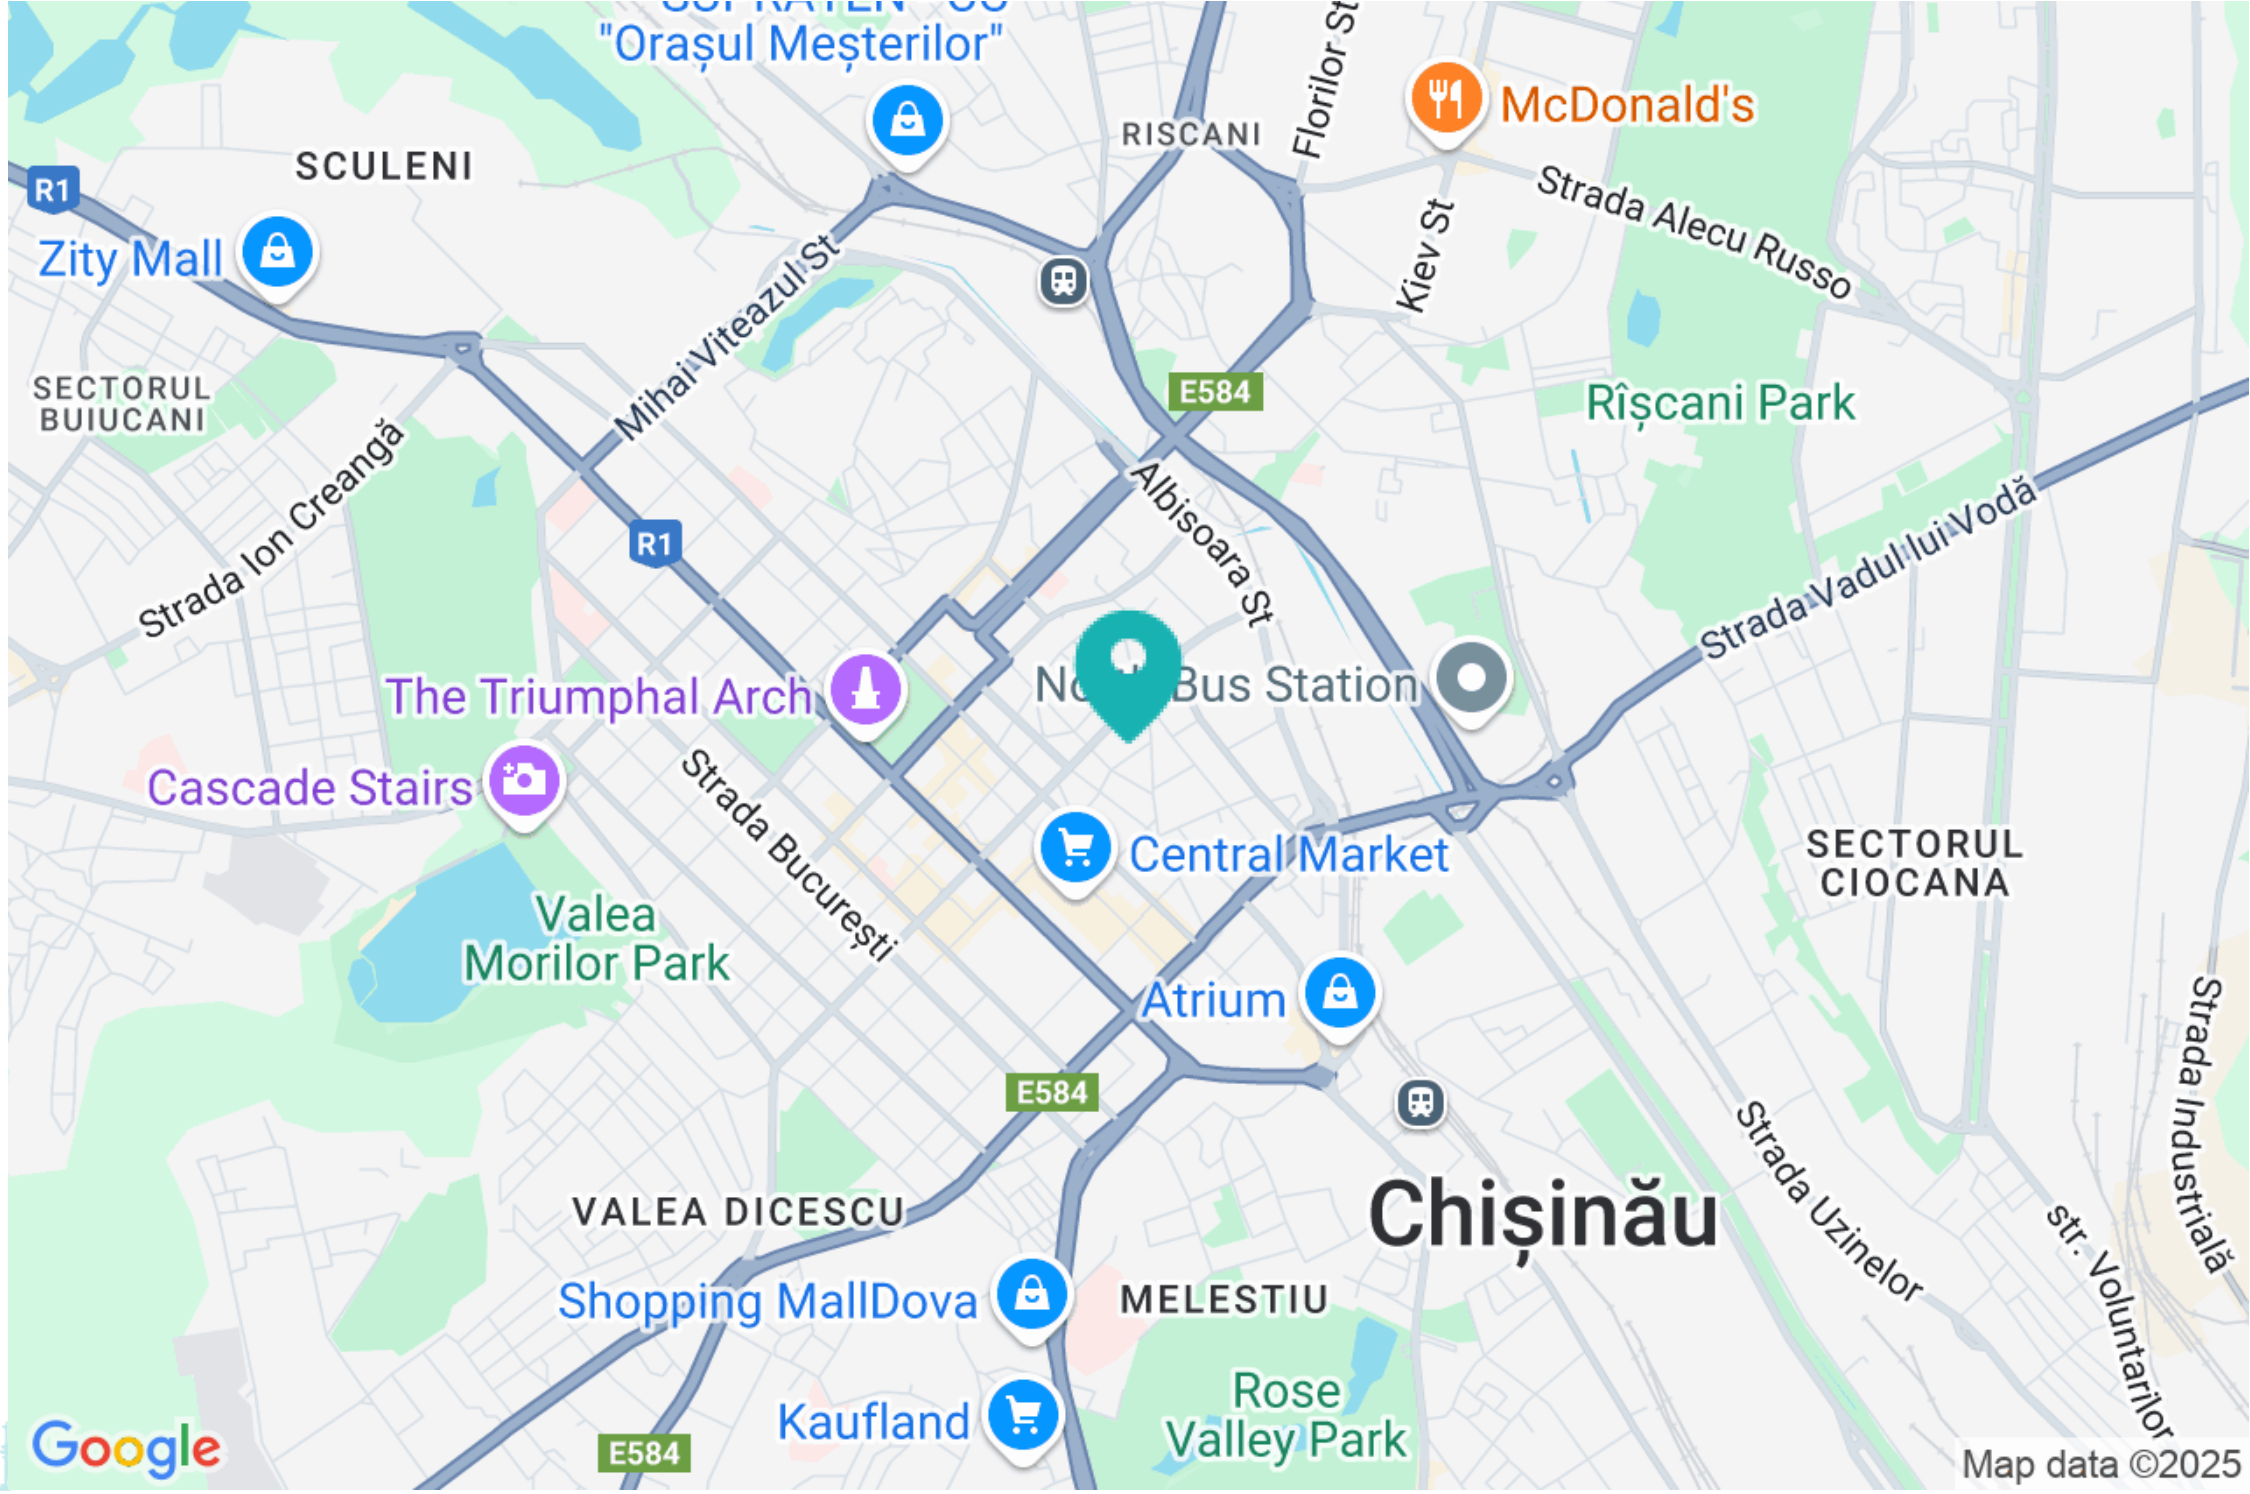 "Orașul Meșterilor"
Florilor St
McDonald's
RISCANI
SCULENI
R1
Strada Alecu Russo
Zity Mall
Kiev St
Mihai Viteazul St
SECTORUL
BUIUCANI
E584
Rîșcani Park
Strada Ion Creangă
R1
Albisoara St
Strada Vadul lui Vodă
The Triumphal Arch
Bus Station
Cascade Stairs
Strada București
Central Market
SECTORUL
CIOCANA
Valea
Morilor Park
Atrium
Strada Industrială
E584
Strada Uzinelor
VALEA DICESCU
Chișinău
str. Voluntarilor
Shopping MallDova
MELESTIU
Rose
Valley Park
Kaufland
Google
E584
Map data ©2025